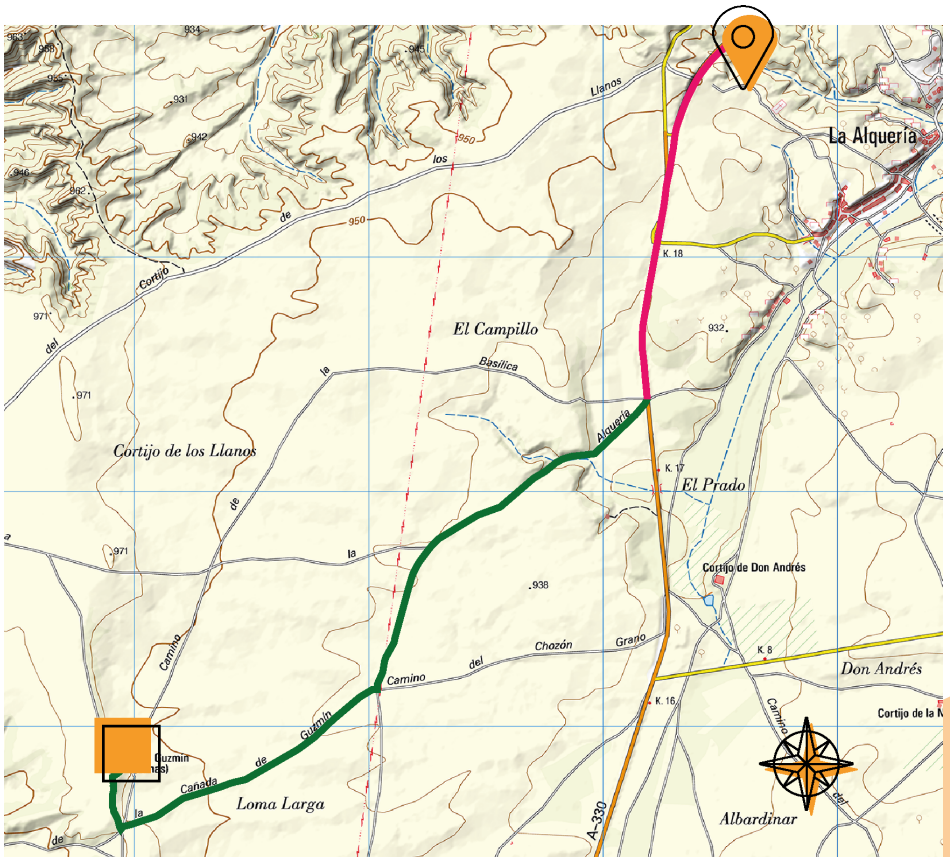 934
963
945
931
942
946
962
Llanos
950
La Alquería
los
de
950
Cortijo
K. 18
971
del
El Campillo
932
Basílica
la
971
Alquería
Cortijo de los Llanos
K. 17
El Prado
de
a
971
la
Cortijo de Don Andrés
938
Camino
Grano
Chozón
K. 8
del
Don Andrés
Camino
K. 16
Camino
Cortijo de la N
Guzmín
Guzmín
nas)
de
Cañada
Loma Larga
la
del
Albardinar
A-330
de